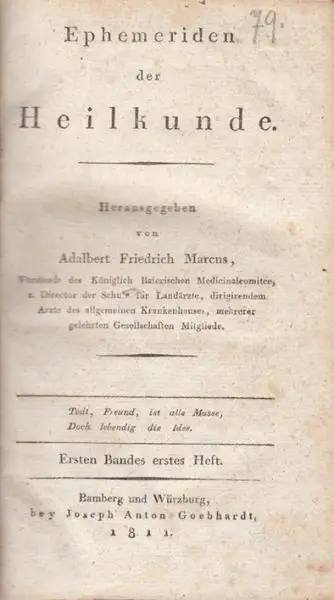 79.
Ephemeriden
der
Heilkunde.
Herausgegeben
von
Adalbert Friedrich Marcus,
Vorstande des Königlich Baierischen Medicinalcomites,
z. Director der Schule für Landärzte, dirigirendem
Arzte des allgemeinen Krankenhauses, mehrerer
gelehrten Gesellschaften Mitgliede.
Todt, Freund, ist alle Masse,
Doch lebendig die Idee.
Ersten Bandes erstes Heft.
Bamberg und Würzburg,
bey Joseph Anton Goebhardt,
1811.